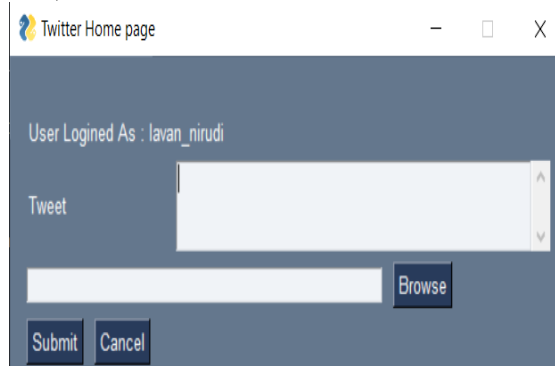 Twitter Home page
User Logined As : lavan_nirudi
Tweet
Browse
Submit Cancel